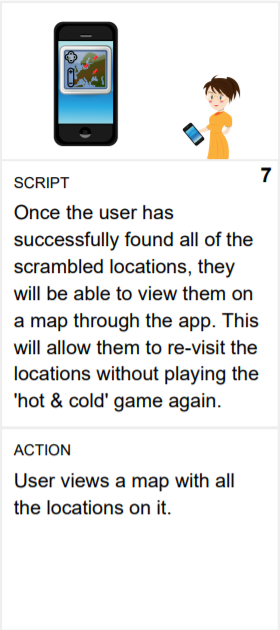 7
SCRIPT
Once the user has
successfully found all of the
scrambled locations, they
will be able to view them on
a map through the app. This
will allow them to re-visit the
locations without playing the
'hot & cold' game again.
ACTION
User views a map with all
the locations on it.